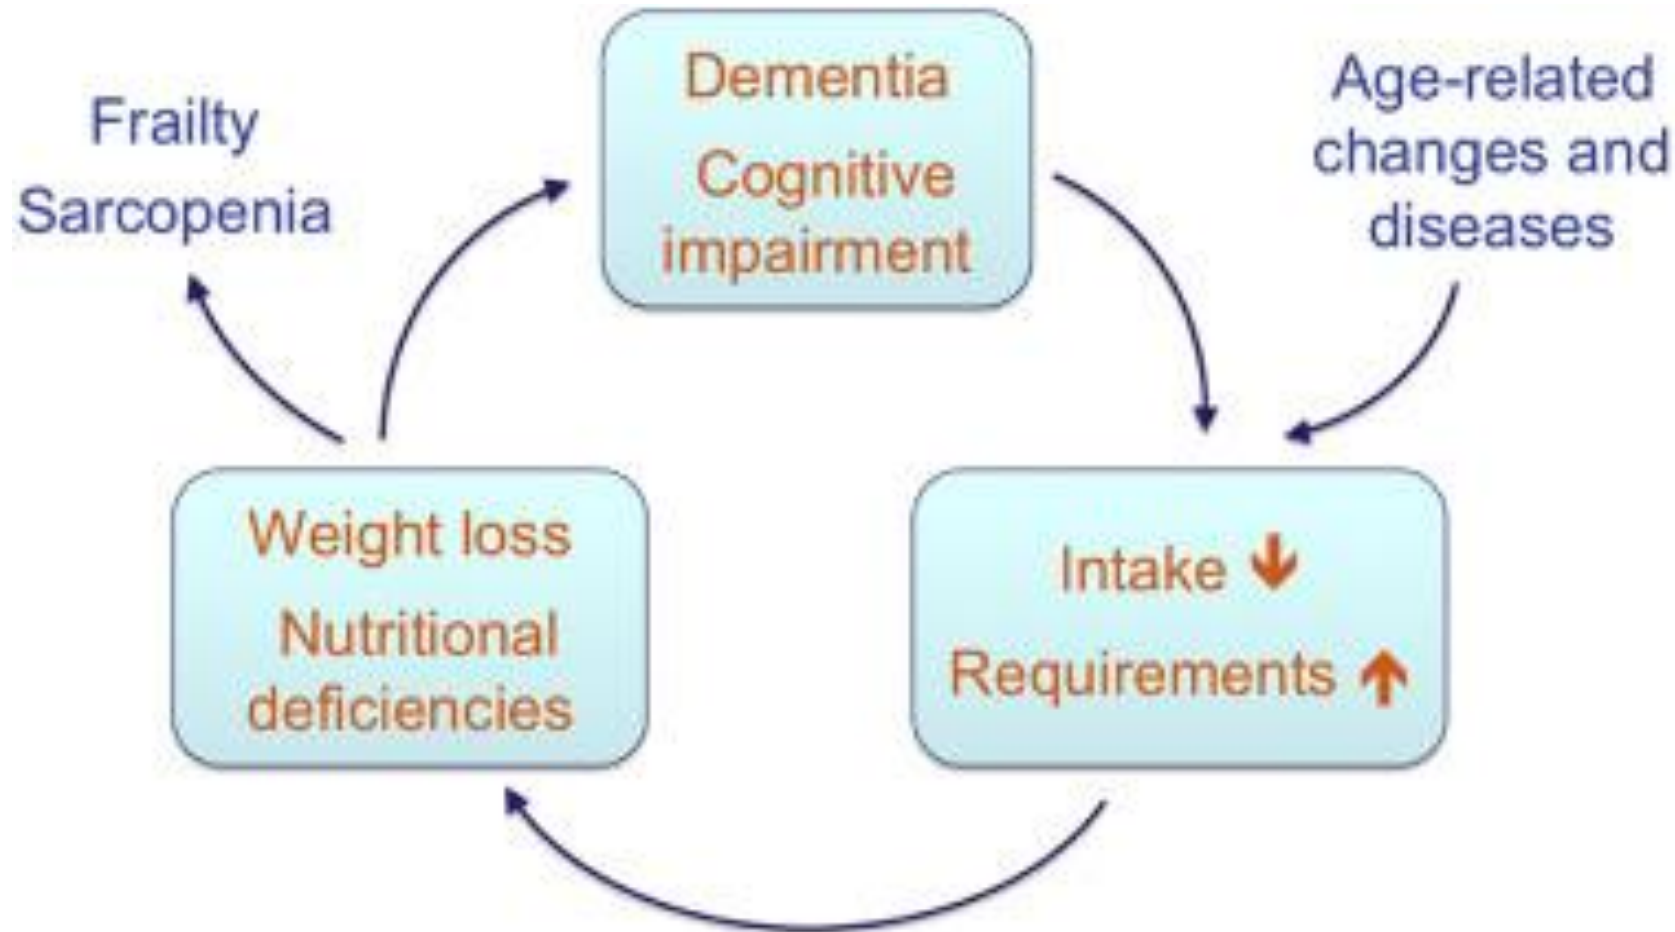 Dementia
Cognitive
impairment
Frailty
Sarcopenia
Age-related
changes and
diseases
Weight loss
Nutritional
deficiencies
Intake ↓
Requirements ↑